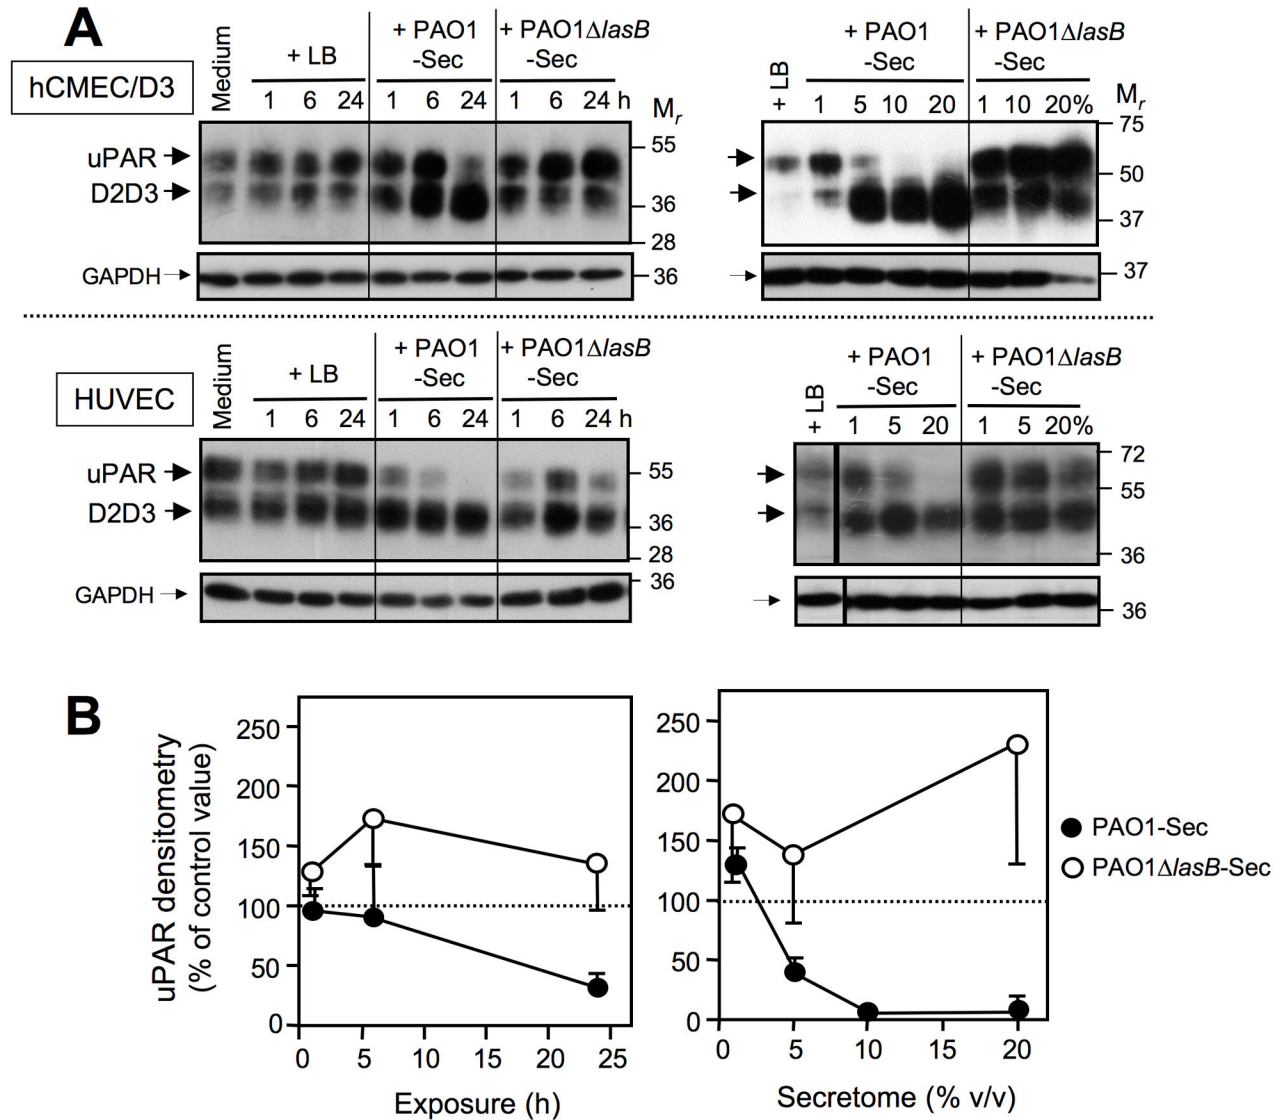 A
hCMEC/D3
Medium
+ LB
+ PAO1
-Sec
+ PAO1ΔlasB
-Sec
1 6 24 1 6 24 1 6 24 h
Mr
uPAR
D2D3
55
36
28
GAPDH
36
+ LB
+ PAO1
-Sec
+ PAO1ΔlasB
-Sec
1 5 10 20 1 10 20%
Mr
75
50
37
37
HUVEC
Medium
+ LB
+ PAO1
-Sec
+ PAO1ΔlasB
-Sec
1 6 24 1 6 24 1 6 24 h
uPAR
D2D3
55
36
28
GAPDH
36
+ LB
+ PAO1
-Sec
+ PAO1ΔlasB
-Sec
1 5 20 1 5 20%
72
55
36
36
B
uPAR densitometry
(% of control value)
250
200
150
100
50
0
0 5 10 15 20 25
Exposure (h)
250
200
150
100
50
0
0 5 10 15 20
Secretome (% v/v)
PAO1-Sec
PAO1ΔlasB-Sec